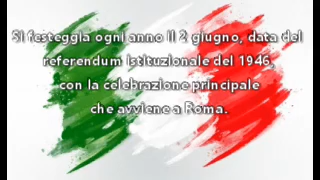 Si festeggia ogni anno il 2 giugno, data del
referendum istituzionale del 1946,
con la celebrazione principale
che avviene a Roma.